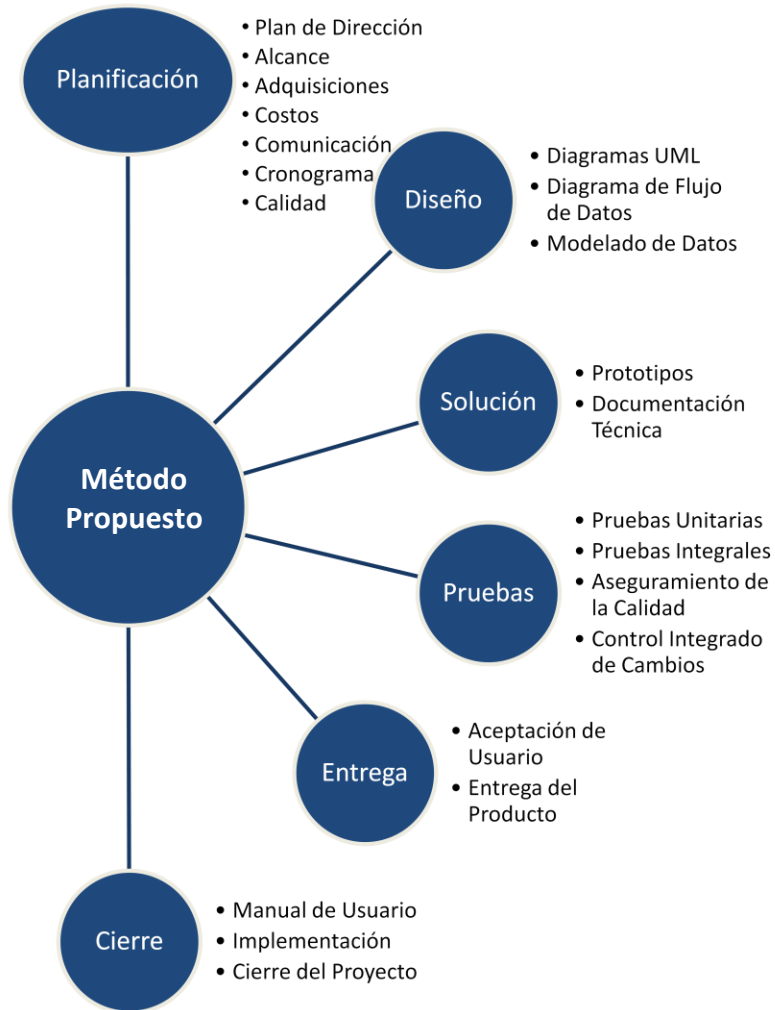 Planificación
• Plan de Dirección
• Alcance
• Adquisiciones
• Costos
• Comunicación
• Cronograma
• Calidad
Diseño
• Diagramas UML
• Diagrama de Flujo
de Datos
• Modelado de Datos
Solución
• Prototipos
• Documentación
Técnica
Método
Propuesto
Pruebas
• Pruebas Unitarias
• Pruebas Integrales
• Aseguramiento de
la Calidad
• Control Integrado
de Cambios
Entrega
• Aceptación de
Usuario
• Entrega del
Producto
Cierre
• Manual de Usuario
• Implementación
• Cierre del Proyecto